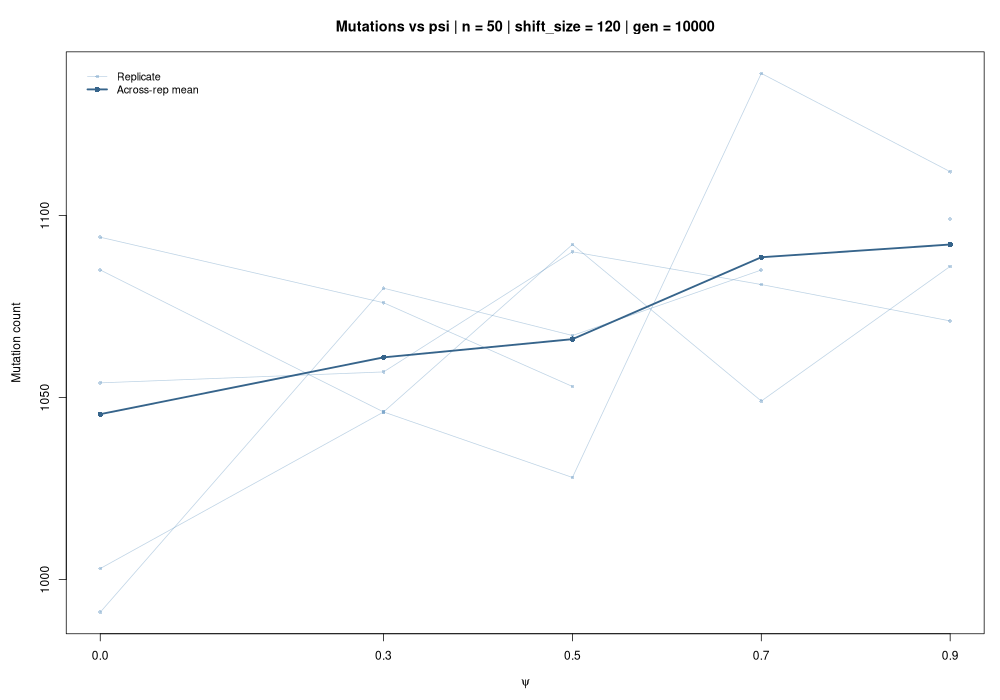 Mutations vs psi | n = 50 | shift_size = 120 | gen = 10000
Replicate
Across-rep mean
Mutation count
1100
1050
1000
0.0 0.3 0.5 0.7 0.9
ψ